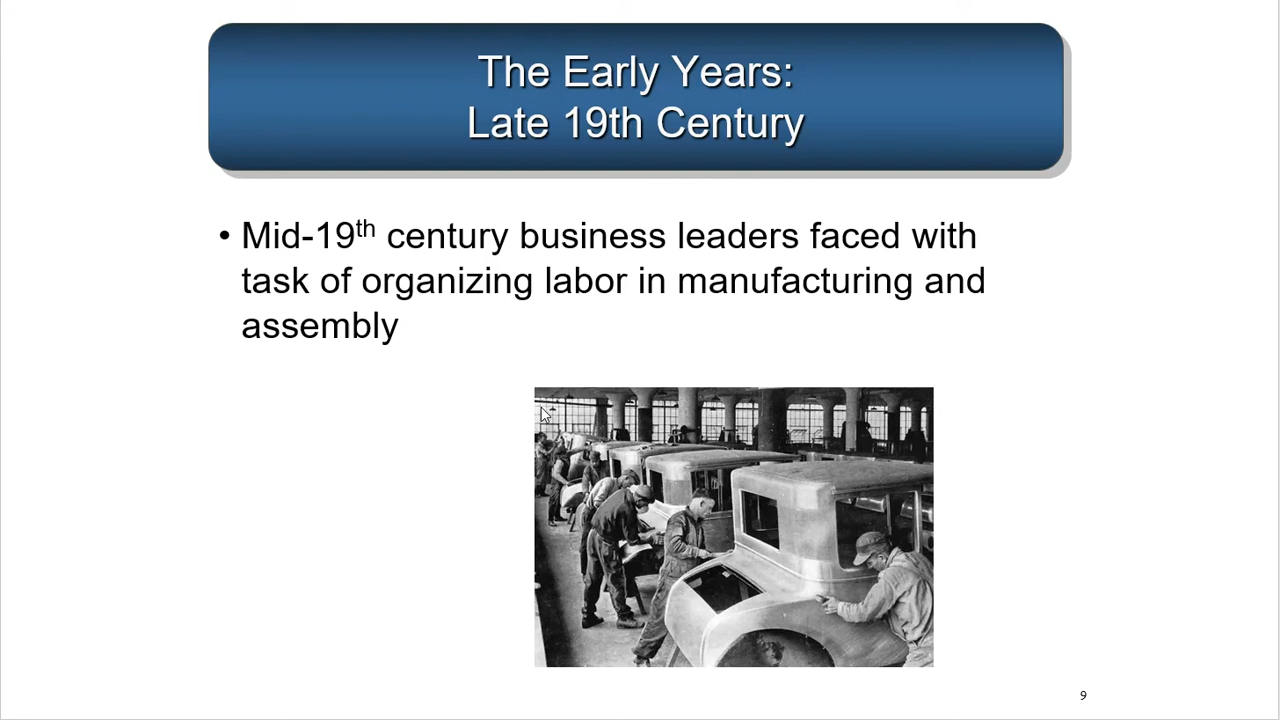 The Early Years:
Late 19th Century
• Mid-19th century business leaders faced with
task of organizing labor in manufacturing and
assembly
9